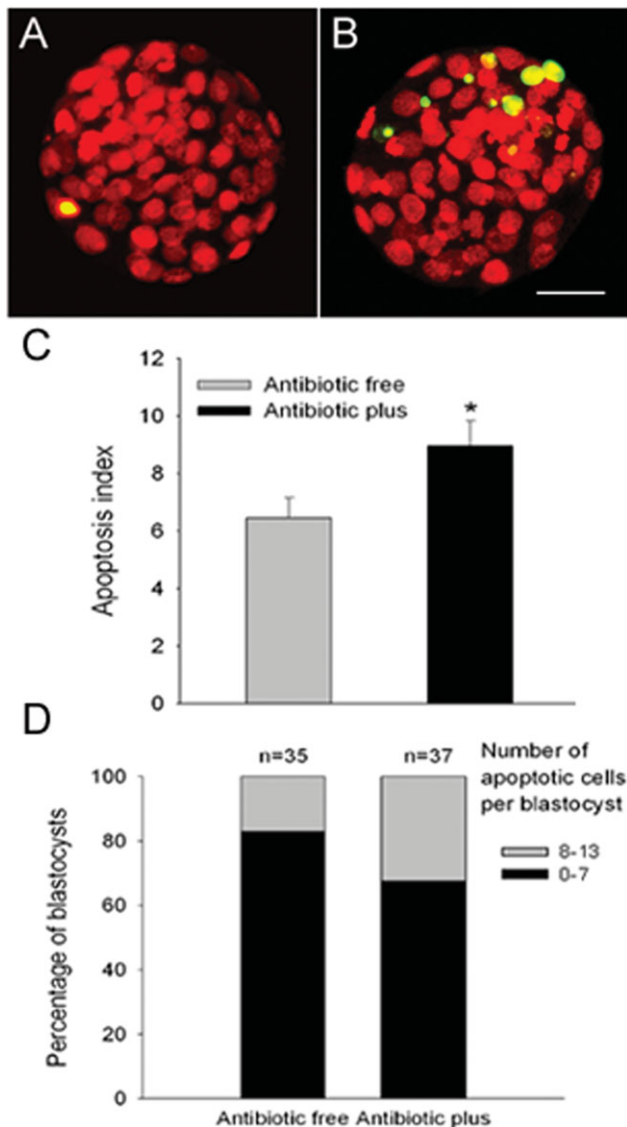 A
B
C
12
10
8
6
4
2
0
Apoptosis index
Antibiotic free
Antibiotic plus
*
D
n=35
n=37
Number of
apoptotic cells
per blastocyst
8-13
0-7
100
80
60
40
20
0
Percentage of blastocysts
Antibiotic free Antibiotic plus